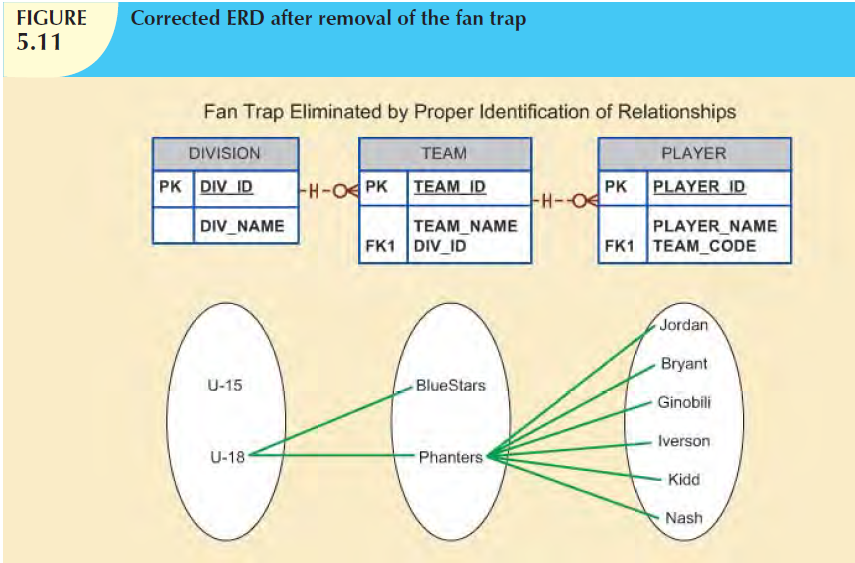 FIGURE 5.11
Corrected ERD after removal of the fan trap
Fan Trap Eliminated by Proper Identification of Relationships
DIVISION
PK DIV_ID
DIV_NAME
TEAM
PK TEAM_ID
TEAM_NAME
FK1 DIV_ID
PLAYER
PK PLAYER_ID
PLAYER_NAME
FK1 TEAM_CODE
U-15
U-18
BlueStars
Phanters
Jordan
Bryant
Ginobili
Iverson
Kidd
Nash